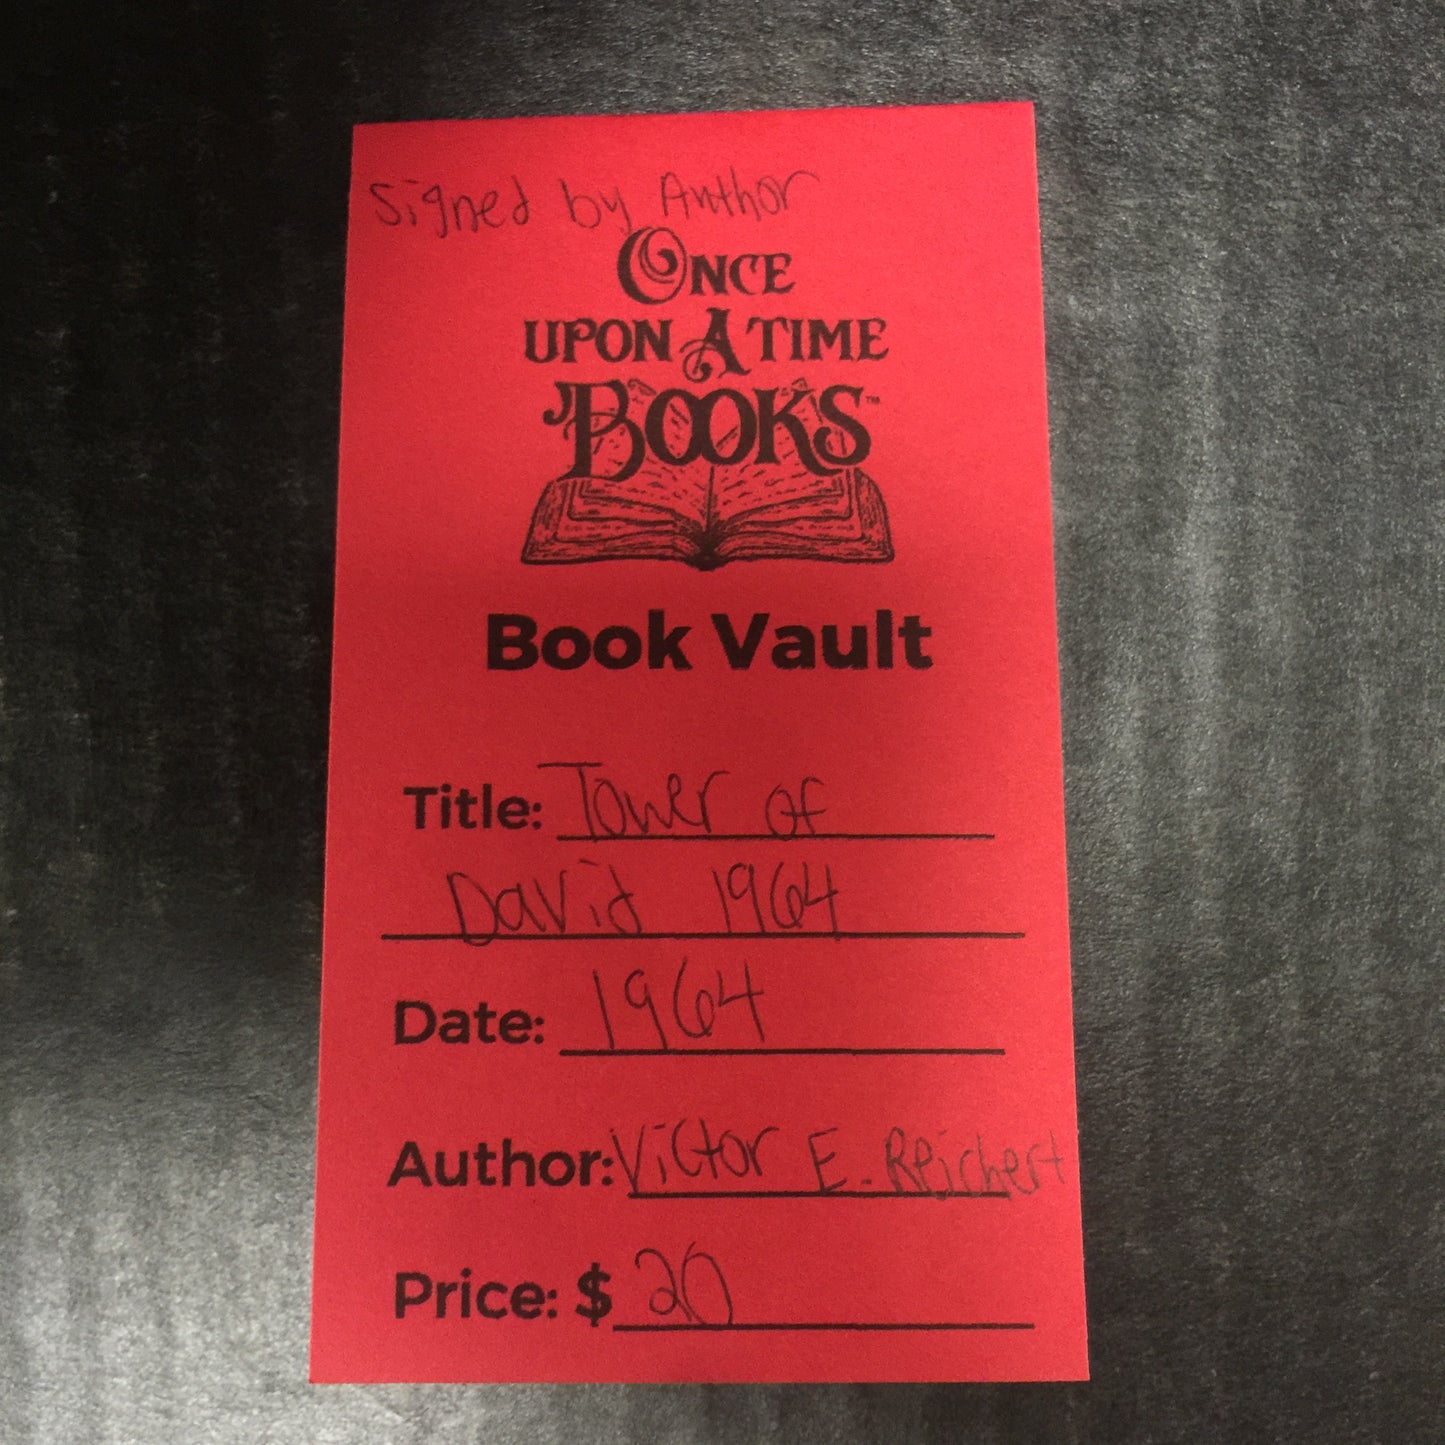 Signed by Author
ONCE
UPON A TIME
BOOKS™
Book Vault
Title: Tower of
David 1964
Date: 1964
Author: Victor E. Reichert
Price: $ 20